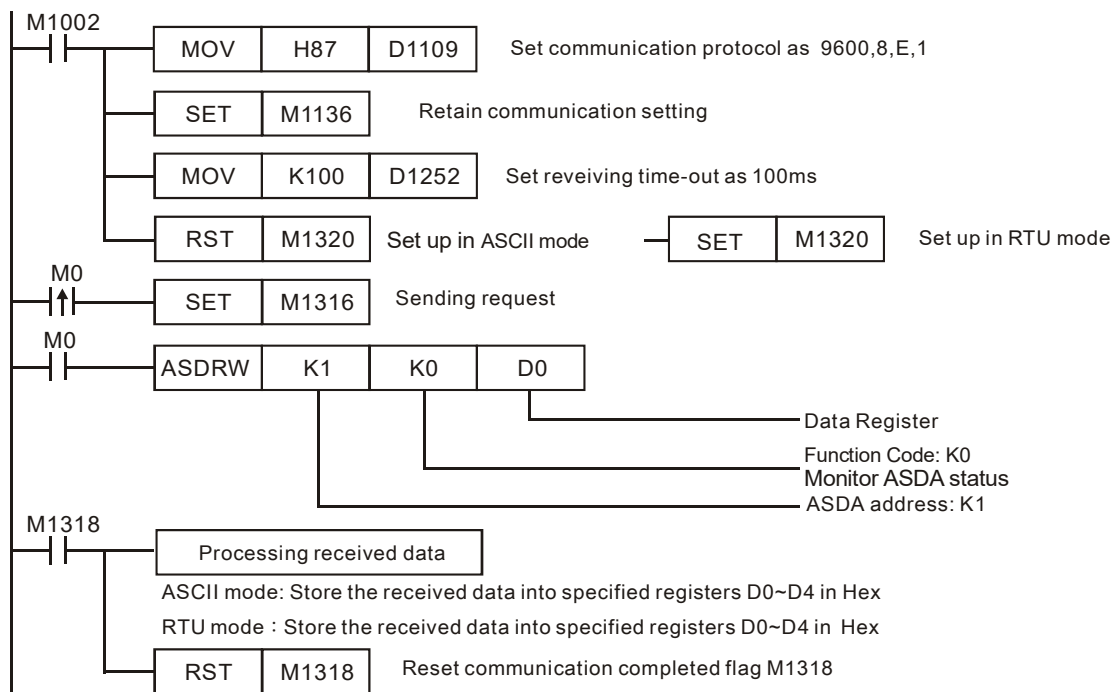 M1002
MOV H87 D1109 Set communication protocol as 9600,8,E,1
SET M1136 Retain communication setting
MOV K100 D1252 Set reveiving time-out as 100ms
RST M1320 Set up in ASCII mode SET M1320 Set up in RTU mode
M0
SET M1316 Sending request
M0
ASDRW K1 K0 D0
Data Register
Function Code: K0
Monitor ASDA status
ASDA address: K1
M1318
Processing received data
ASCII mode: Store the received data into specified registers D0~D4 in Hex
RTU mode：Store the received data into specified registers D0~D4 in Hex
RST M1318 Reset communication completed flag M1318